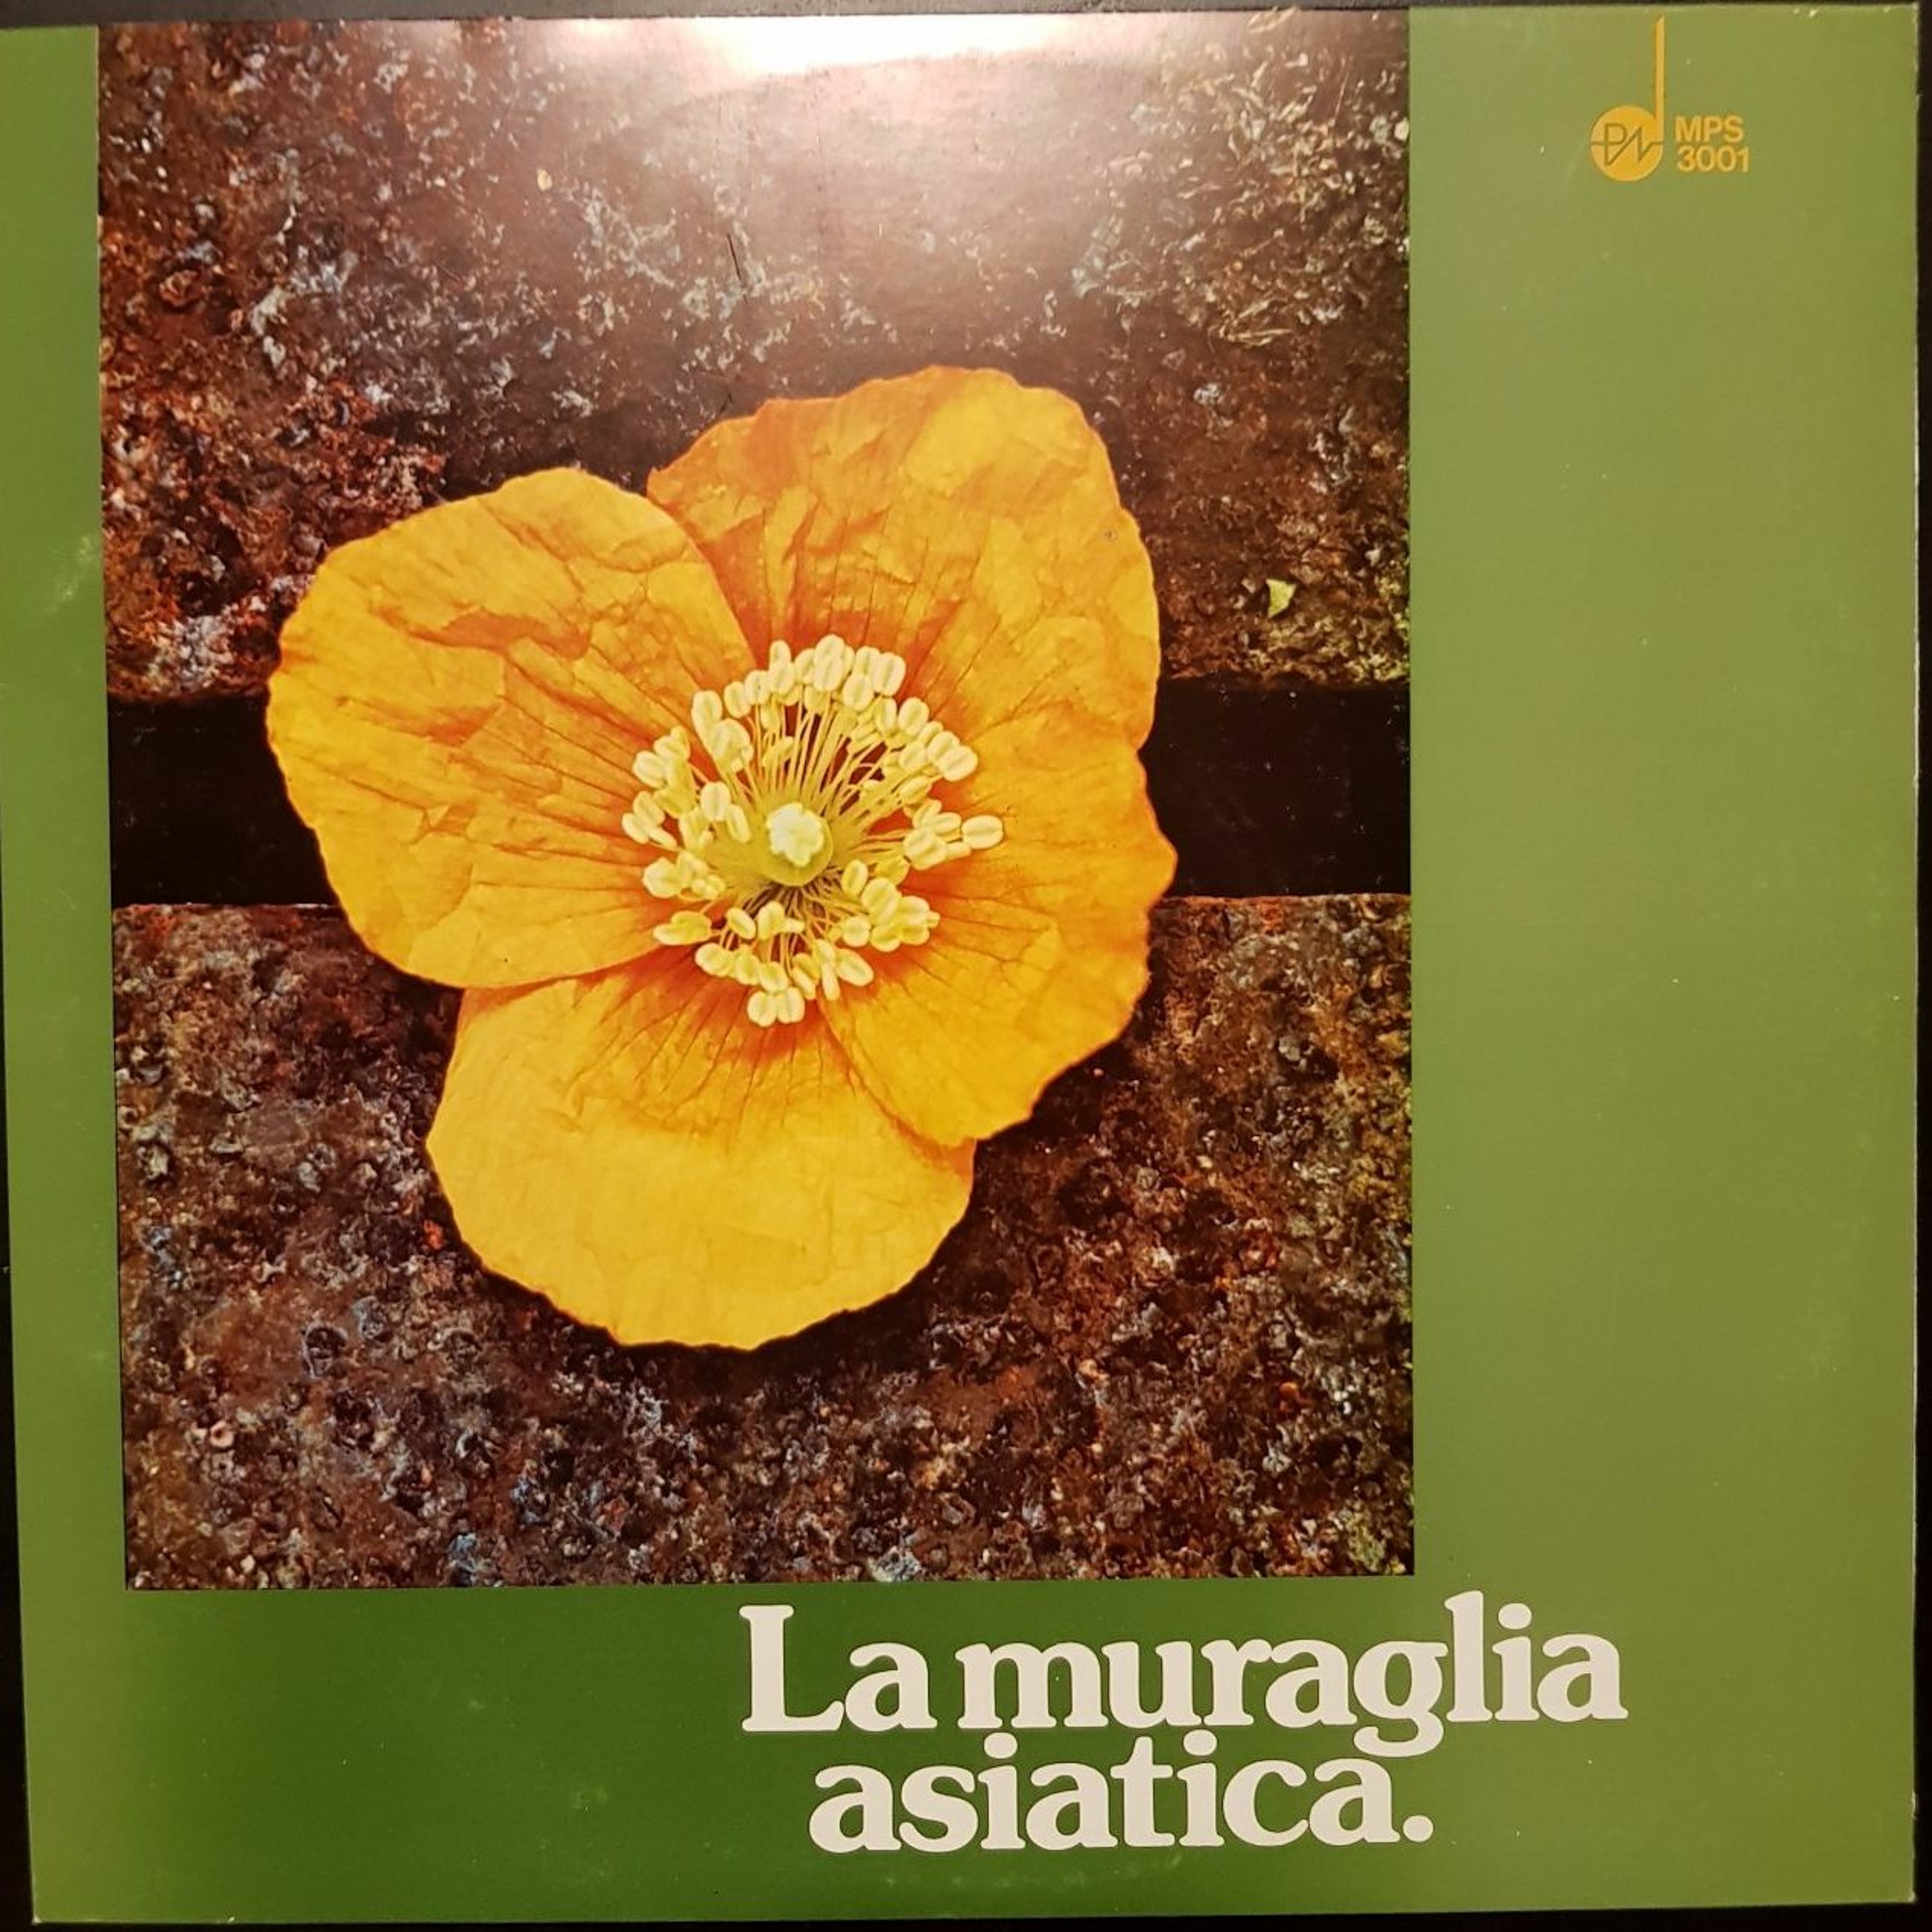 MPS
3001
La muraglia
asiatica.